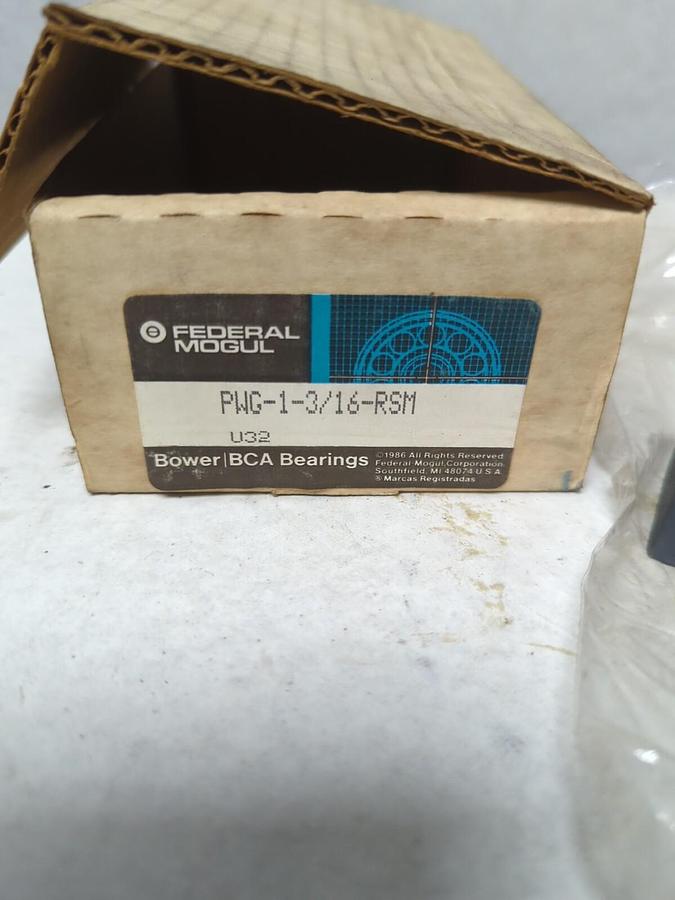 FEDERAL
MOGUL
PWG-1-3/16-RSM
U32
Bower|BCA Bearings
©1986 All Rights Reserved
Federal-Mogul Corporation
Southfield, MI 48074 U.S.A.
® Marcas Registradas